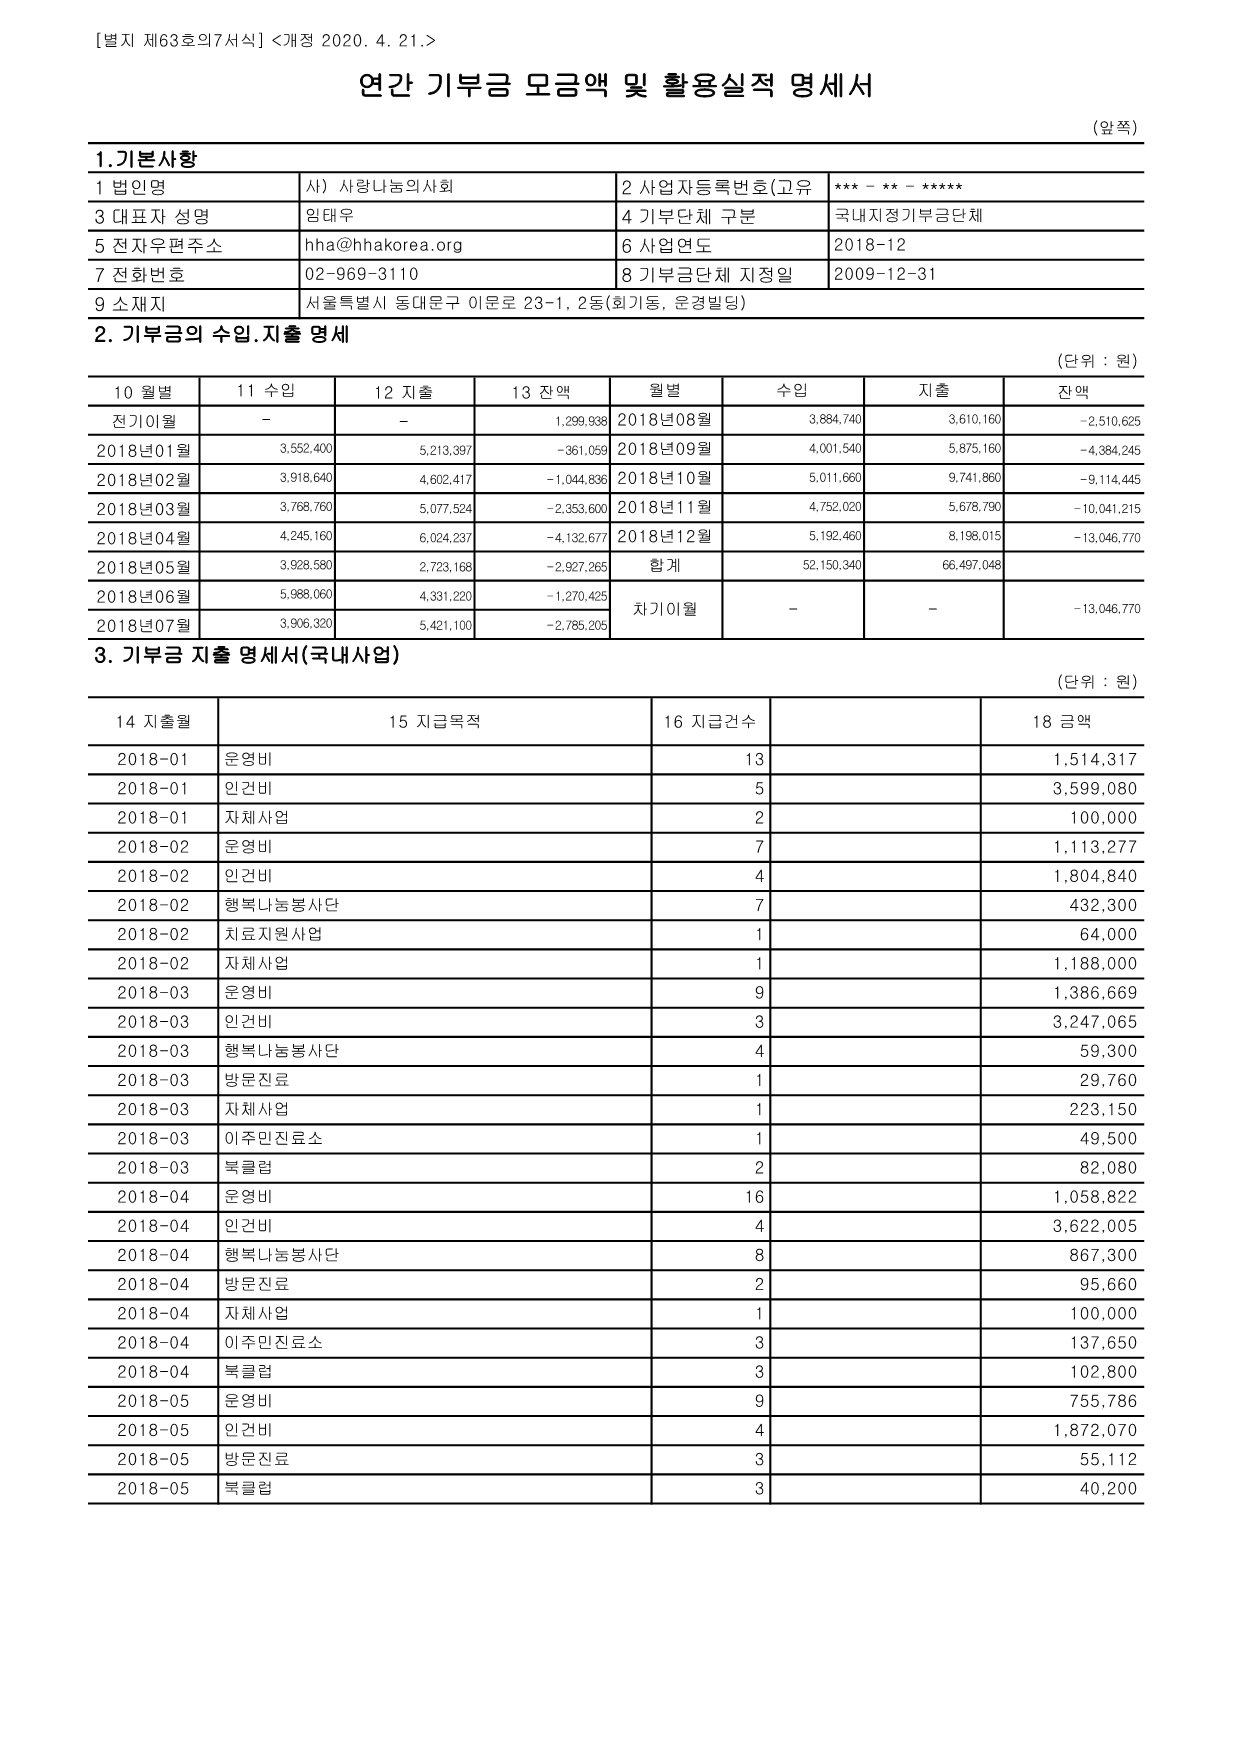 [별지 제63호의7서식] <개정 2020. 4. 21.>
연간 기부금 모금액 및 활용실적 명세서
(앞쪽)
1.기본사항
1 법인명 사) 사랑나눔의사회 2 사업자등록번호(고유 *** - ** - *****
3 대표자 성명 임태우 4 기부단체 구분 국내지정기부금단체
5 전자우편주소 hha@hhakorea.org 6 사업연도 2018-12
7 전화번호 02-969-3110 8 기부금단체 지정일 2009-12-31
9 소재지 서울특별시 동대문구 이문로 23-1, 2동(회기동, 운경빌딩)
2. 기부금의 수입.지출 명세
(단위 : 원)
10 월별 11 수입 12 지출 13 잔액 월별 수입 지출 잔액
전기이월 - - 1,299,938 2018년08월 3,884,740 3,610,160 -2,510,625
2018년01월 3,552,400 5,213,397 -361,059 2018년09월 4,001,540 5,875,160 -4,384,245
2018년02월 3,918,640 4,602,417 -1,044,836 2018년10월 5,011,660 9,741,860 -9,114,445
2018년03월 3,768,760 5,077,524 -2,353,600 2018년11월 4,752,020 5,678,790 -10,041,215
2018년04월 4,245,160 6,024,237 -4,132,677 2018년12월 5,192,460 8,198,015 -13,046,770
2018년05월 3,928,580 2,723,168 -2,927,265 합계 52,150,340 66,497,048
2018년06월 5,988,060 4,331,220 -1,270,425 차기이월 - - -13,046,770
2018년07월 3,906,320 5,421,100 -2,785,205
3. 기부금 지출 명세서(국내사업)
(단위 : 원)
14 지출월 15 지급목적 16 지급건수 18 금액
2018-01 운영비 13 1,514,317
2018-01 인건비 5 3,599,080
2018-01 자체사업 2 100,000
2018-02 운영비 7 1,113,277
2018-02 인건비 4 1,804,840
2018-02 행복나눔봉사단 7 432,300
2018-02 치료지원사업 1 64,000
2018-02 자체사업 1 1,188,000
2018-03 운영비 9 1,386,669
2018-03 인건비 3 3,247,065
2018-03 행복나눔봉사단 4 59,300
2018-03 방문진료 1 29,760
2018-03 자체사업 1 223,150
2018-03 이주민진료소 1 49,500
2018-03 북클럽 2 82,080
2018-04 운영비 16 1,058,822
2018-04 인건비 4 3,622,005
2018-04 행복나눔봉사단 8 867,300
2018-04 방문진료 2 95,660
2018-04 자체사업 1 100,000
2018-04 이주민진료소 3 137,650
2018-04 북클럽 3 102,800
2018-05 운영비 9 755,786
2018-05 인건비 4 1,872,070
2018-05 방문진료 3 55,112
2018-05 북클럽 3 40,200